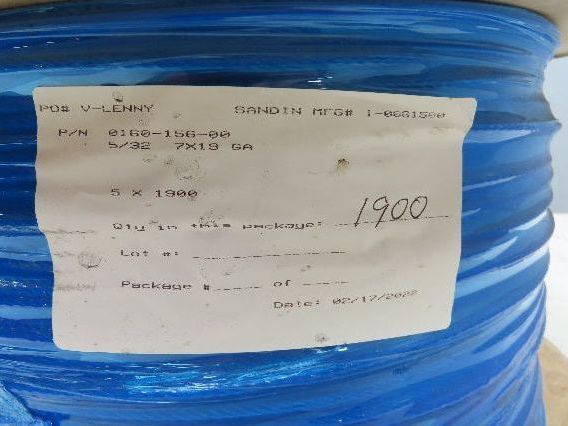 PO# V-LENNY SANDIN MFG# 1-0061500
P/N 0160-156-00
5/32 7X19 GA
5 X 1900
Qty in this package: 1900
Lot #:
Package # of
Date: 02/17/2022